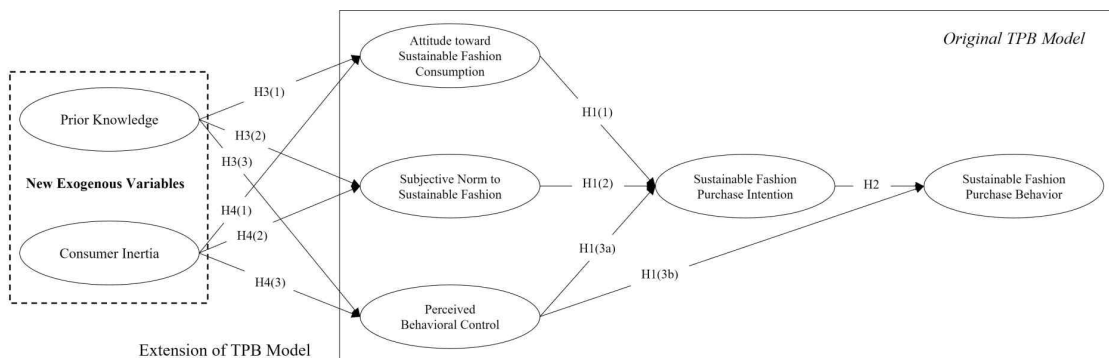 Original TPB Model
Attitude toward
Sustainable Fashion
Consumption
H3(1)
Prior Knowledge
H1(1)
H3(2)
H3(3)
New Exogenous Variables
Subjective Norm to
Sustainable Fashion
H1(2)
Sustainable Fashion
Purchase Intention
H2
Sustainable Fashion
Purchase Behavior
H4(1)
H4(2)
Consumer Inertia
H1(3a)
H4(3)
H1(3b)
Perceived
Behavioral Control
Extension of TPB Model